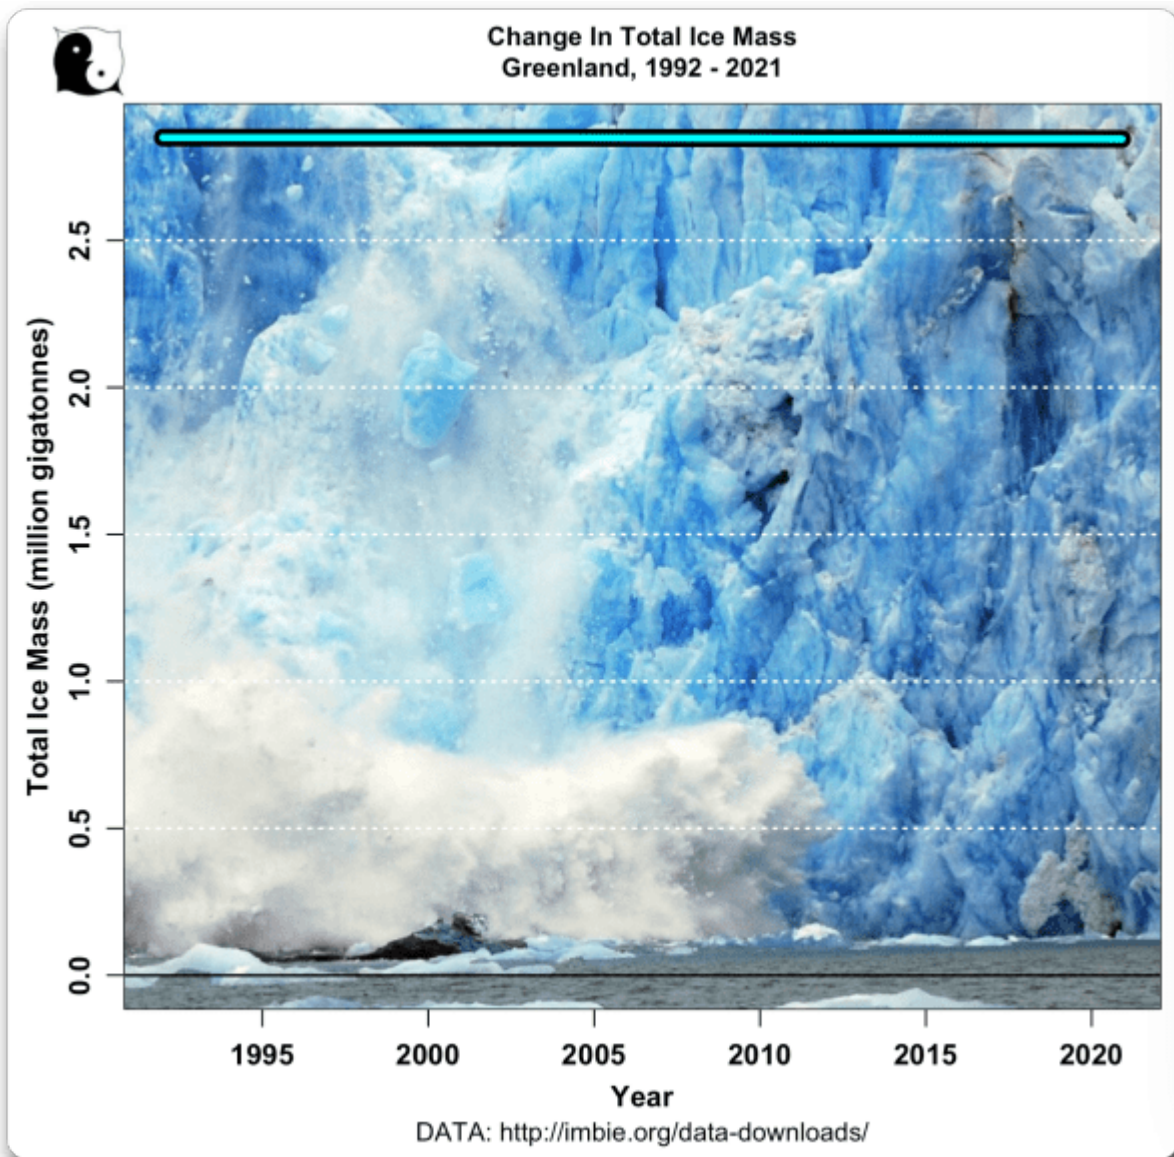 Change In Total Ice Mass
Greenland, 1992 - 2021
Total Ice Mass (million gigatonnes)
2.5
2.0
1.5
1.0
0.5
0.0
1995 2000 2005 2010 2015 2020
Year
DATA: http://imbie.org/data-downloads/